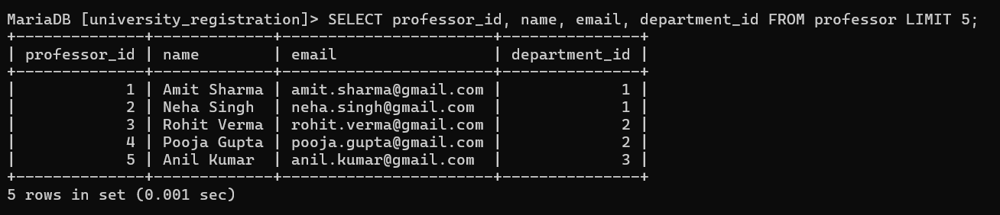 MariaDB [university_registration]> SELECT professor_id, name, email, department_id FROM professor LIMIT 5;
+--------------+-------------+-----------------------+---------------+
| professor_id | name        | email                 | department_id |
+--------------+-------------+-----------------------+---------------+
|            1 | Amit Sharma | amit.sharma@gmail.com |             1 |
|            2 | Neha Singh  | neha.singh@gmail.com  |             1 |
|            3 | Rohit Verma | rohit.verma@gmail.com |             2 |
|            4 | Pooja Gupta | pooja.gupta@gmail.com |             2 |
|            5 | Anil Kumar  | anil.kumar@gmail.com  |             3 |
+--------------+-------------+-----------------------+---------------+
5 rows in set (0.001 sec)